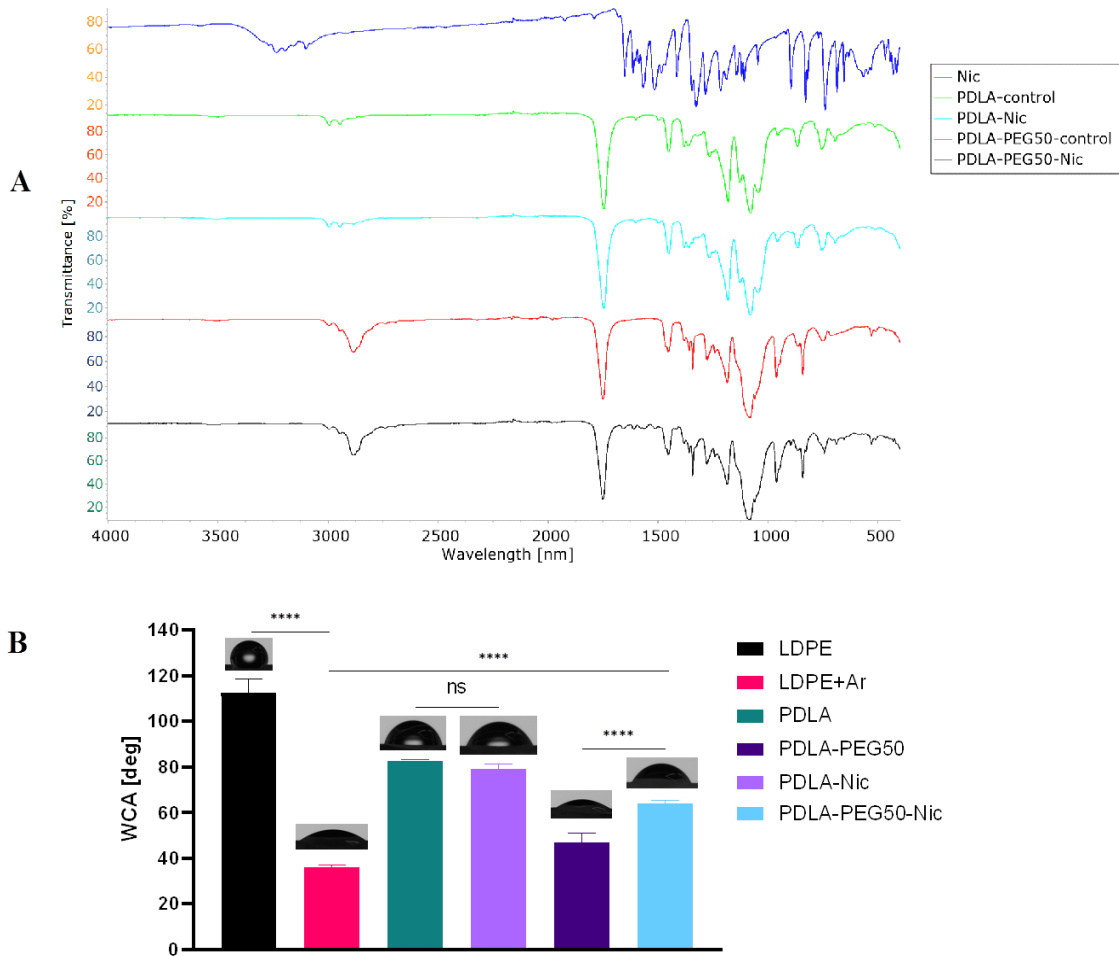 A
Transmittance [%]
80
60
40
20
80
60
40
20
80
60
40
20
80
60
40
20
80
60
40
20
4000 3500 3000 2500 2000 1500 1000 500
Wavelength [nm]
Nic
PDLA-control
PDLA-Nic
PDLA-PEG50-control
PDLA-PEG50-Nic
B
WCA [deg]
140
120
100
80
60
40
20
0
****
****
ns
****
LDPE
LDPE+Ar
PDLA
PDLA-PEG50
PDLA-Nic
PDLA-PEG50-Nic